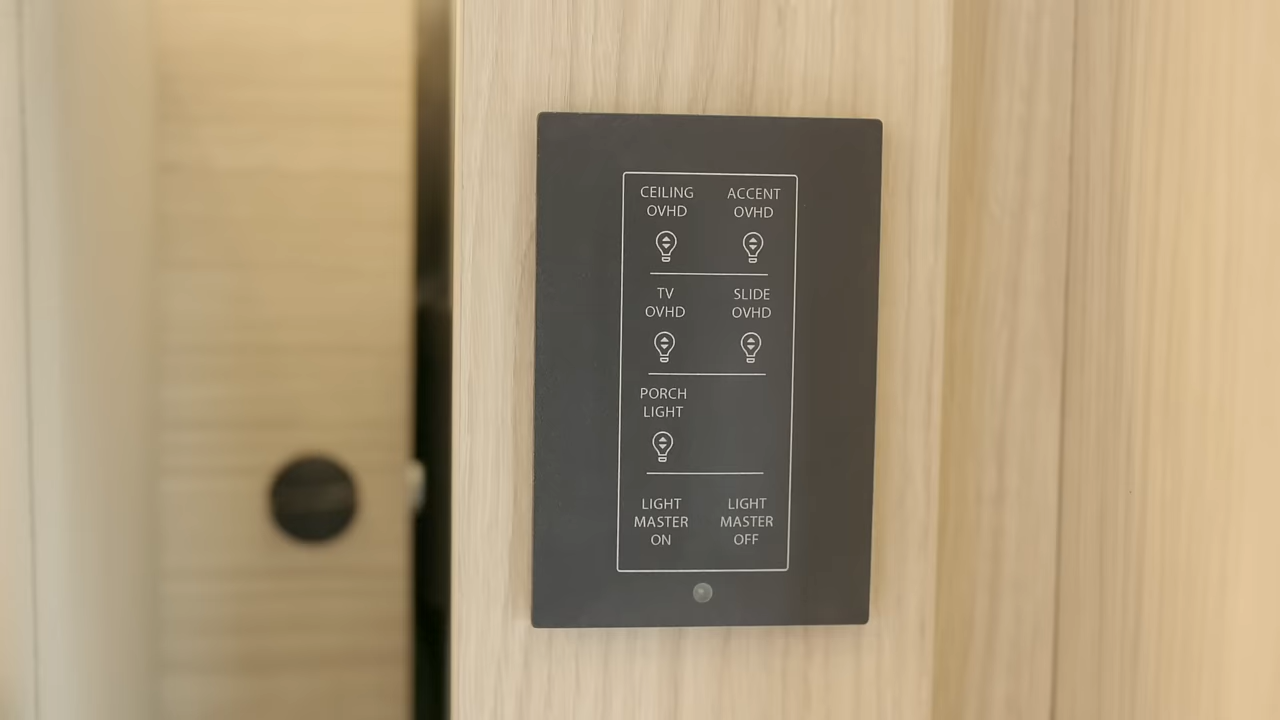 CEILING OVHD
ACCENT OVHD
TV OVHD
SLIDE OVHD
PORCH LIGHT
LIGHT MASTER ON
LIGHT MASTER OFF